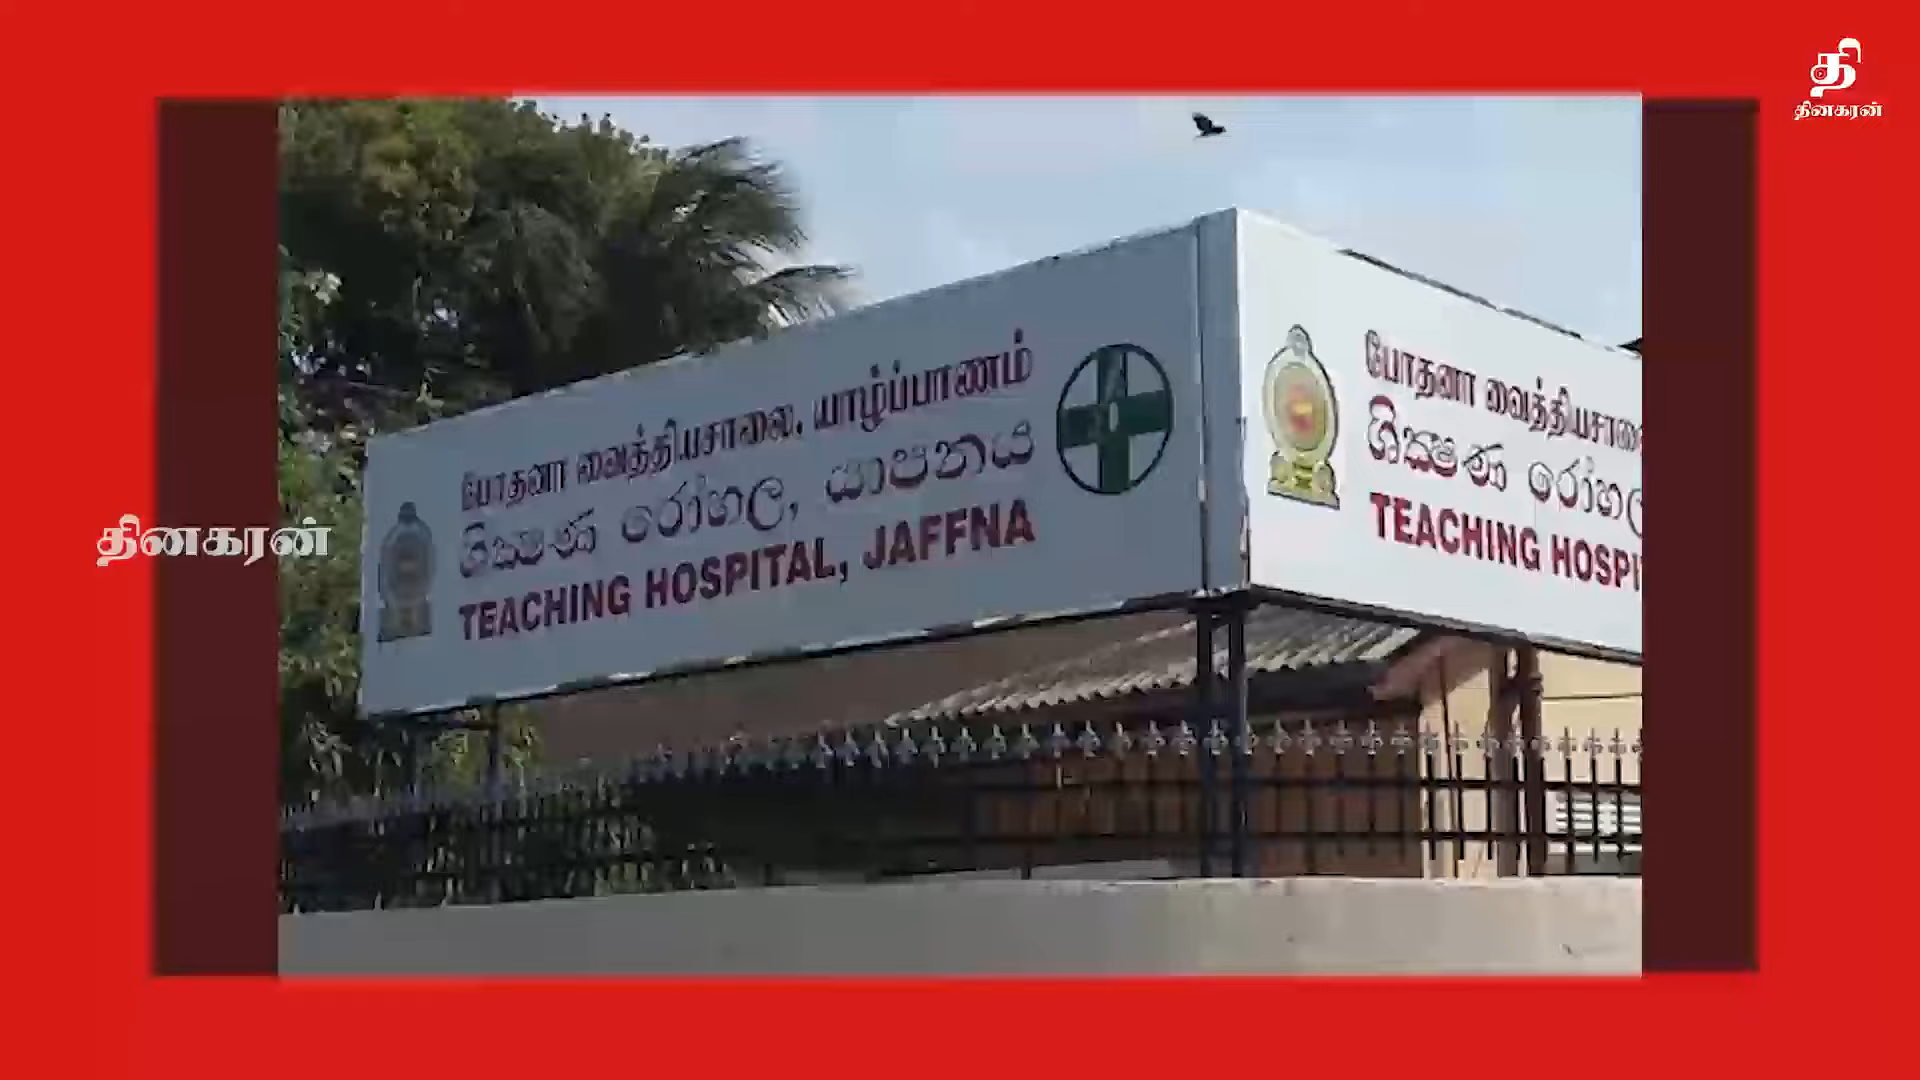 தி
தினகரன்
போதனா வைத்தியசாலை, யாழ்ப்பாணம்
ශික්ෂණ රෝහල, යාපනය
TEACHING HOSPITAL, JAFFNA
போதனா வைத்தியசாலை
ශික්ෂණ රෝහල
TEACHING HOSPI
தினகரன்